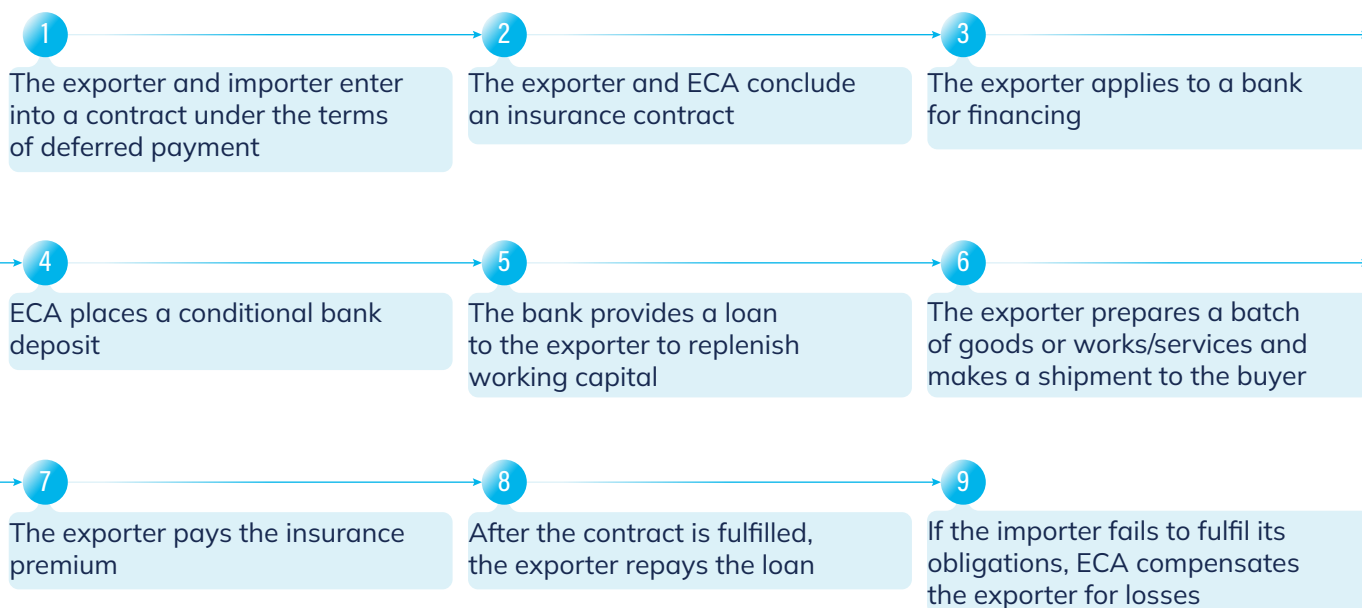 1
The exporter and importer enter
into a contract under the terms
of deferred payment
2
The exporter and ECA conclude
an insurance contract
3
The exporter applies to a bank
for financing
4
ECA places a conditional bank
deposit
5
The bank provides a loan
to the exporter to replenish
working capital
6
The exporter prepares a batch
of goods or works/services and
makes a shipment to the buyer
7
The exporter pays the insurance
premium
8
After the contract is fulfilled,
the exporter repays the loan
9
If the importer fails to fulfil its
obligations, ECA compensates
the exporter for losses